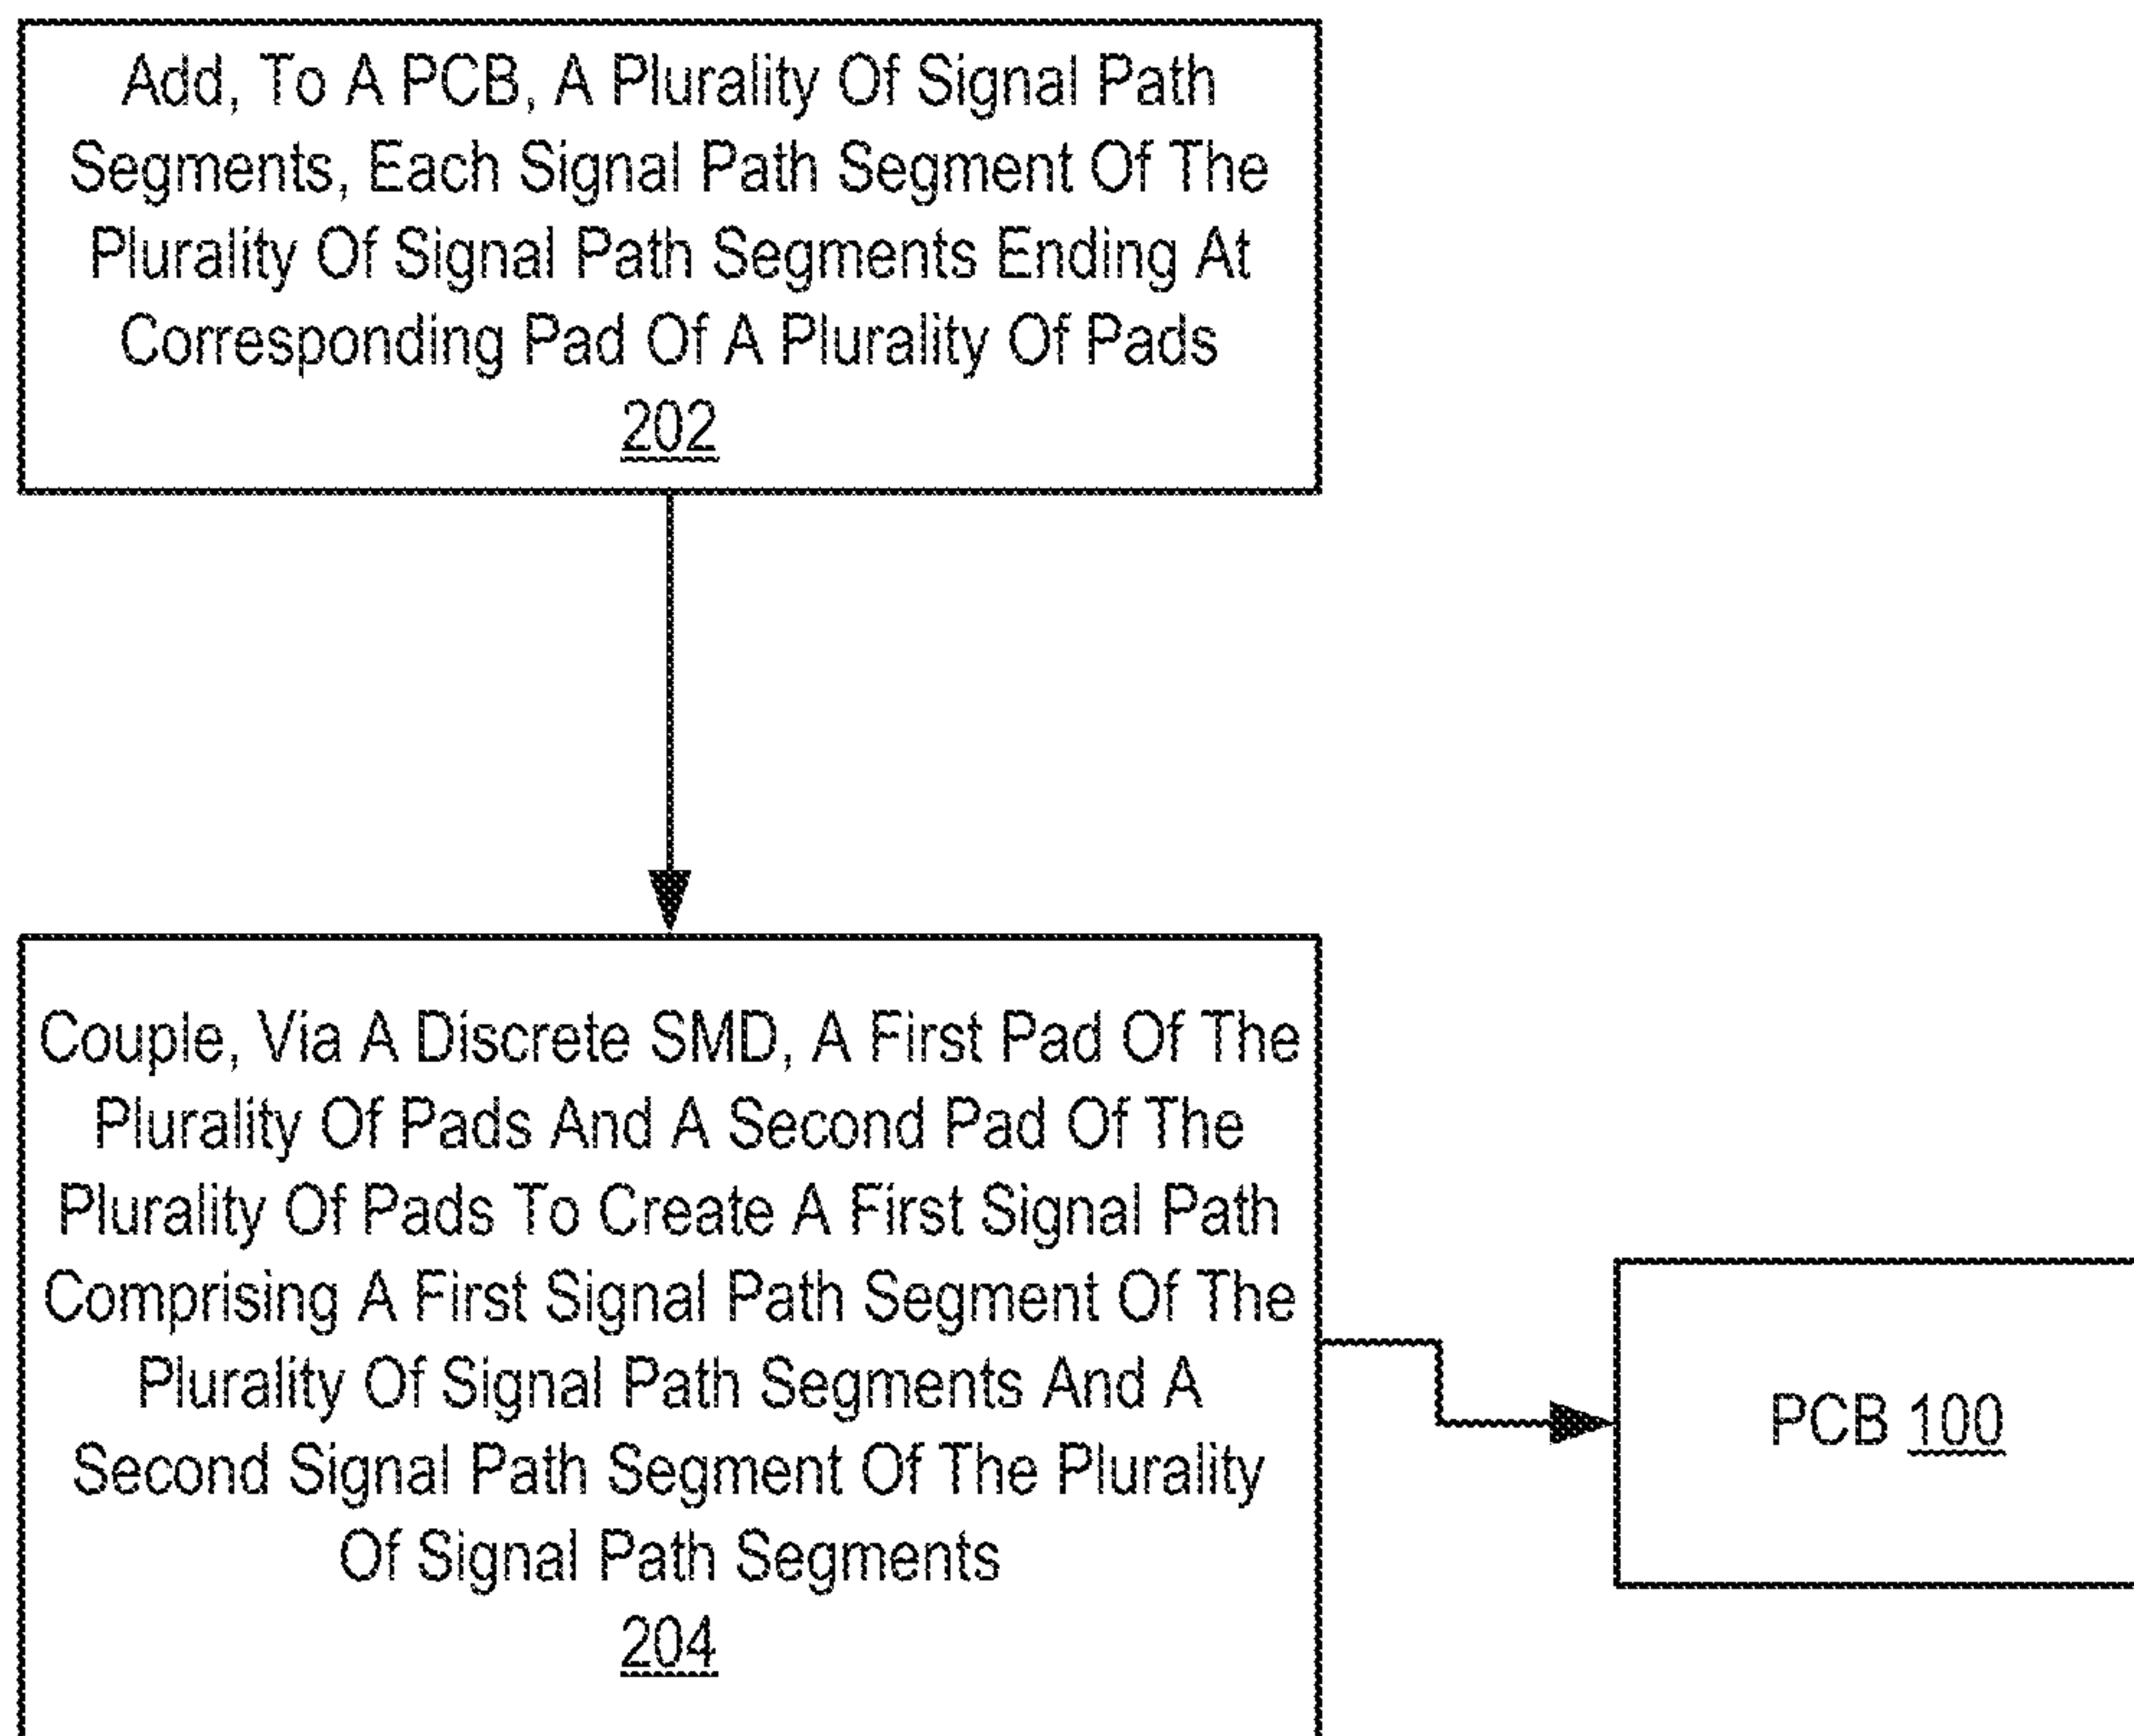 Add, To A PCB, A Plurality Of Signal Path
Segments, Each Signal Path Segment Of The
Plurality Of Signal Path Segments Ending At
Corresponding Pad Of A Plurality Of Pads
202
Couple, Via A Discrete SMD, A First Pad Of The
Plurality Of Pads And A Second Pad Of The
Plurality Of Pads To Create A First Signal Path
Comprising A First Signal Path Segment Of The
Plurality Of Signal Path Segments And A
Second Signal Path Segment Of The Plurality
Of Signal Path Segments
204
PCB 100